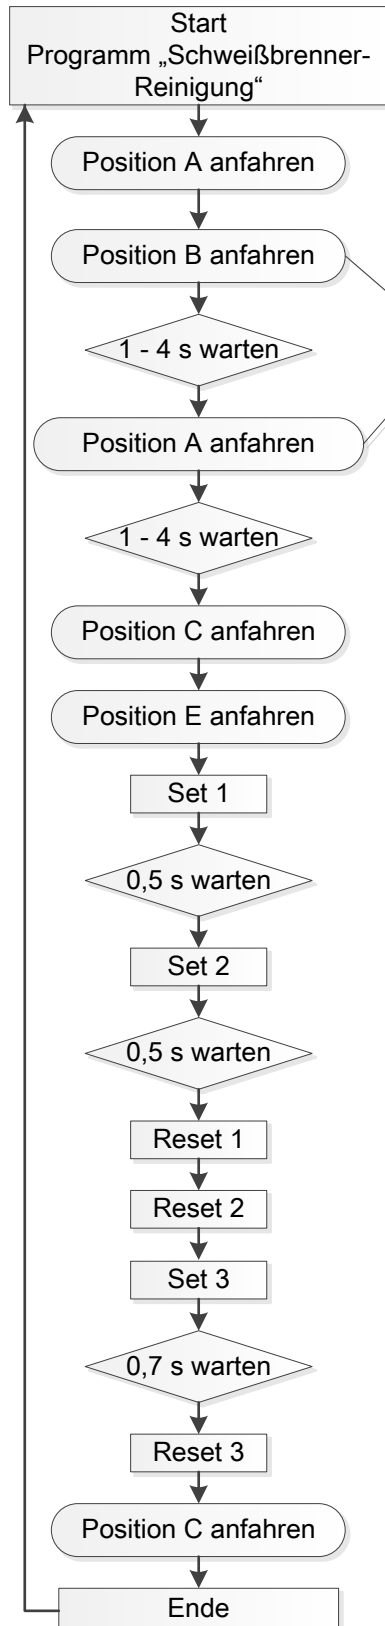 Start
Programm „Schweißbrenner-
Reinigung“
Position A anfahren
Position B anfahren
1 - 4 s warten
Position A anfahren
1 - 4 s warten
Position C anfahren
Position E anfahren
Set 1
0,5 s warten
Set 2
0,5 s warten
Reset 1
Reset 2
Set 3
0,7 s warten
Reset 3
Position C anfahren
Ende